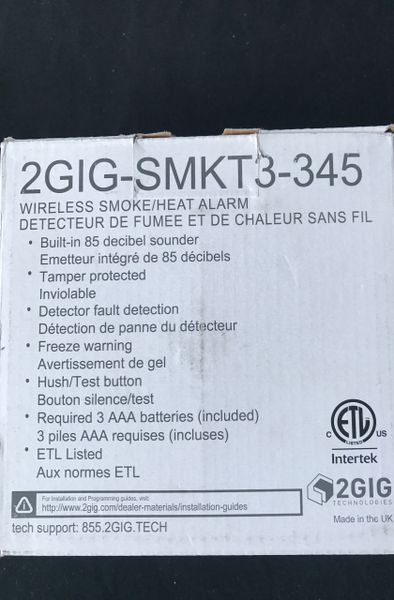 2GIG-SMKT3-345
WIRELESS SMOKE/HEAT ALARM
DETECTEUR DE FUMEE ET DE CHALEUR SANS FIL
• Built-in 85 decibel sounder
Emetteur intégré de 85 décibels
• Tamper protected
Inviolable
• Detector fault detection
Détection de panne du détecteur
• Freeze warning
Avertissement de gel
• Hush/Test button
Bouton silence/test
• Required 3 AAA batteries (included)
3 piles AAA requises (incluses)
• ETL Listed
Aux normes ETL
C ETL US
LISTED
Intertek
2GIG
TECHNOLOGIES
Made in the UK
For Installation and Programming guides, visit:
http://www.2gig.com/dealer-materials/installation-guides
tech support: 855.2GIG.TECH